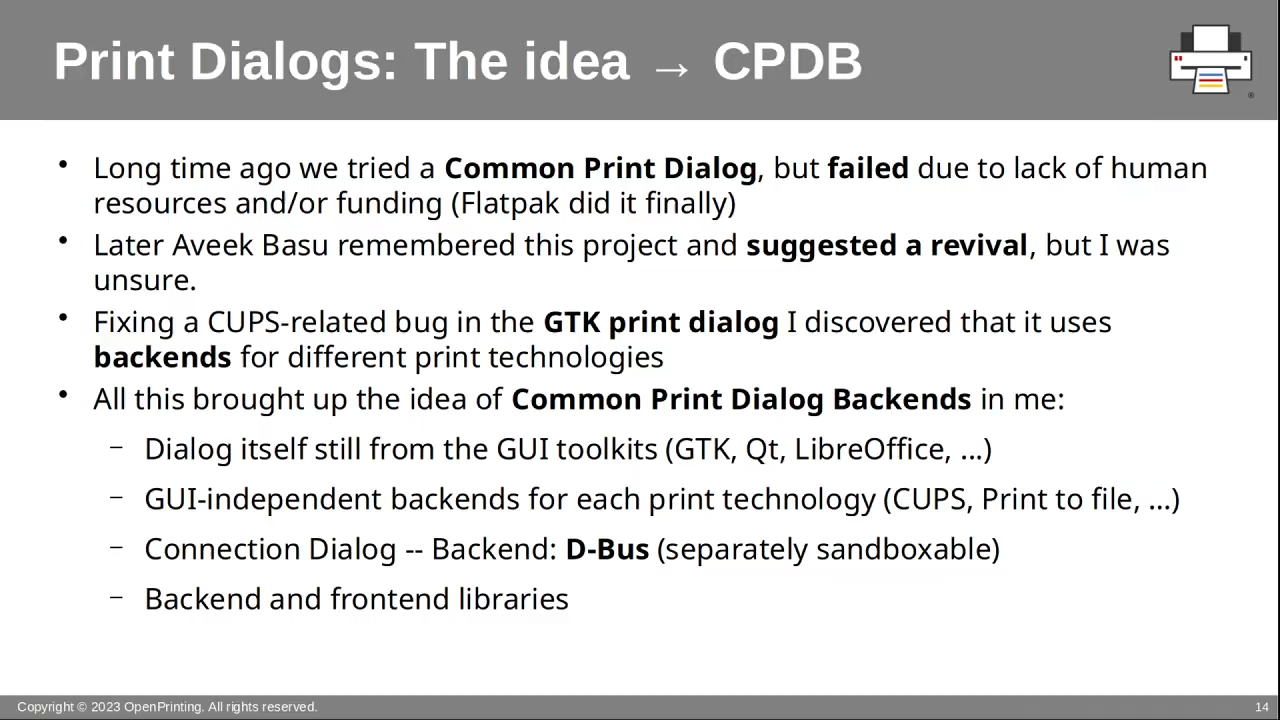 Print Dialogs: The idea → CPDB
®
• Long time ago we tried a Common Print Dialog, but failed due to lack of human
resources and/or funding (Flatpak did it finally)
• Later Aveek Basu remembered this project and suggested a revival, but I was
unsure.
• Fixing a CUPS-related bug in the GTK print dialog I discovered that it uses
backends for different print technologies
• All this brought up the idea of Common Print Dialog Backends in me:
– Dialog itself still from the GUI toolkits (GTK, Qt, LibreOffice, ...)
– GUI-independent backends for each print technology (CUPS, Print to file, ...)
– Connection Dialog -- Backend: D-Bus (separately sandboxable)
– Backend and frontend libraries
Copyright © 2023 OpenPrinting. All rights reserved.
14